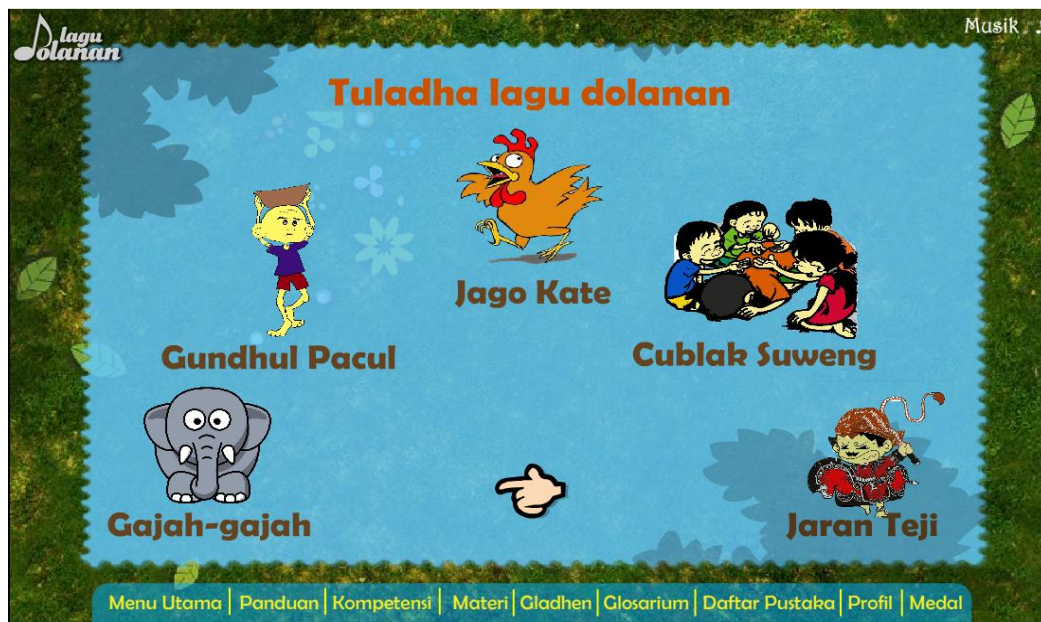 lagu
Dolanan
Musik
Tuladha lagu dolanan
Jago Kate
Gundhul Pacul
Cublak Suweng
Gajah-gajah
Jaran Teji
Menu Utama | Panduan | Kompetensi | Materi | Gladhen | Glosarium | Daftar Pustaka | Profil | Medal